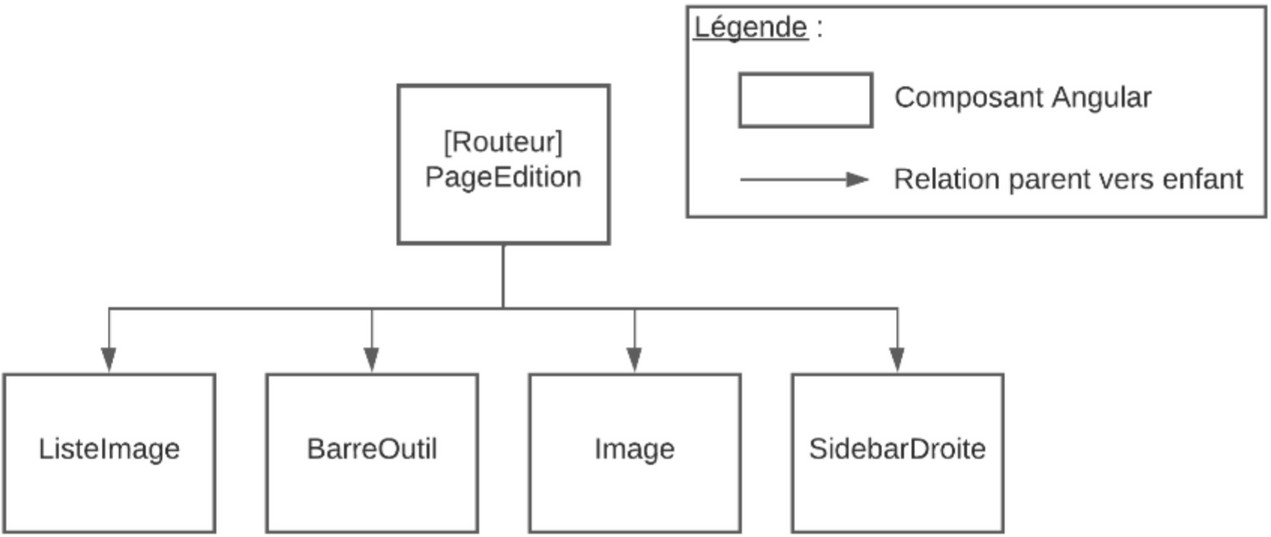 Légende :
Composant Angular
Relation parent vers enfant
[Routeur]
PageEdition
ListeImage
BarreOutil
Image
SidebarDroite